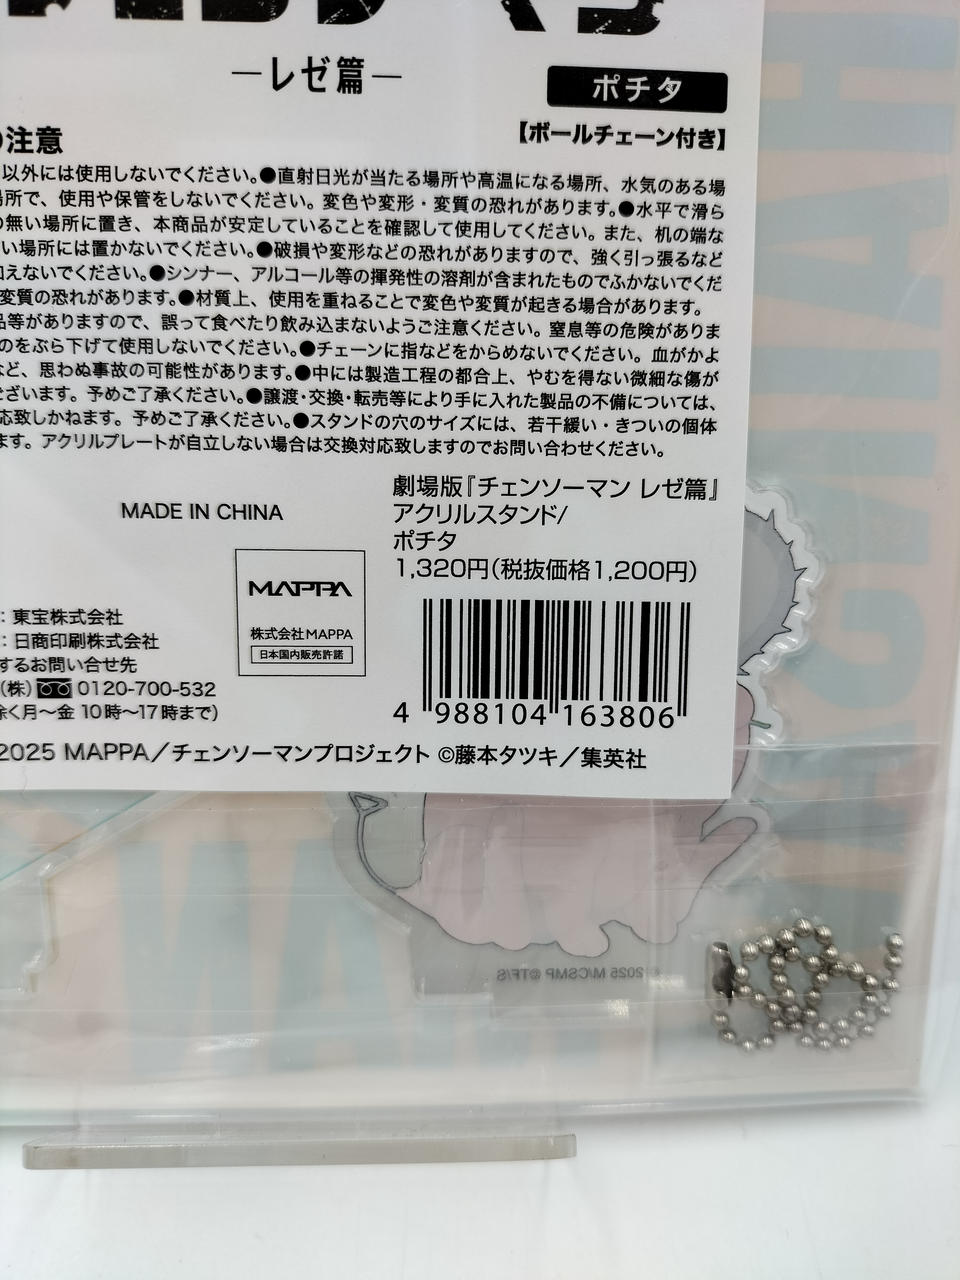 ―レゼ篇―
ポチタ
【ボールチェーン付き】
注意
以外には使用しないでください。●直射日光が当たる場所や高温になる場所、水気のある場
場所で、使用や保管をしないでください。変色や変形・変質の恐れがあります。●水平で滑ら
の無い場所に置き、本商品が安定していることを確認して使用してください。また、机の端な
い場所には置かないでください。●破損や変形などの恐れがありますので、強く引っ張るなど
加えないでください。●シンナー、アルコール等の揮発性の溶剤が含まれたものでふかないでくだ
変質の恐れがあります。●材質上、使用を重ねることで変色や変質が起きる場合があります。
品等がありますので、誤って食べたり飲み込まないようご注意ください。窒息等の危険がありま
のをぶら下げて使用しないでください。●チェーンに指などをからめないでください。血がかよ
など、思わぬ事故の可能性があります。●中には製造工程の都合上、やむを得ない微細な傷が
ございます。予めご了承ください。●譲渡・交換・転売等により手に入れた製品の不備については、
応致しかねます。予めご了承ください。●スタンドの穴のサイズには、若干緩い・きついの個体
ます。アクリルプレートが自立しない場合は交換対応致しますのでお問い合わせください。
劇場版『チェンソーマン レゼ篇』
アクリルスタンド/
ポチタ
1,320円(税抜価格1,200円)
MADE IN CHINA
MAPPA
株式会社MAPPA
日本国内販売許諾
：東宝株式会社
：日商印刷株式会社
するお問い合せ先
(株) 0120-700-532
除く月～金 10時～17時まで)
4 988104 163806
2025 MAPPA／チェンソーマンプロジェクト ©藤本タツキ／集英社
©2025 M/CSMP ©TF/S